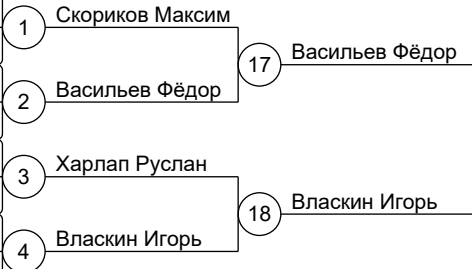 1 Скориков Максим
17 Васильев Фёдор
2 Васильев Фёдор
3 Харлап Руслан
18 Власкин Игорь
4 Власкин Игорь